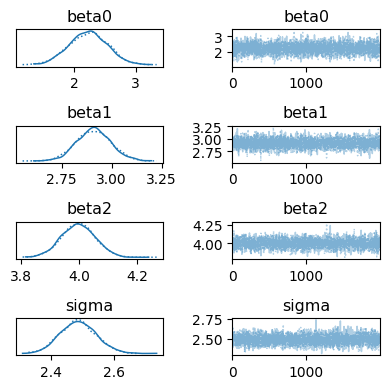 beta0 beta0
3
2
2 3 0 1000
beta1 beta1
3.25
3.00
2.75
2.75 3.00 3.25 0 1000
beta2 beta2
4.25
4.00
3.8 4.0 4.2 0 1000
sigma sigma
2.75
2.50
2.4 2.6 0 1000